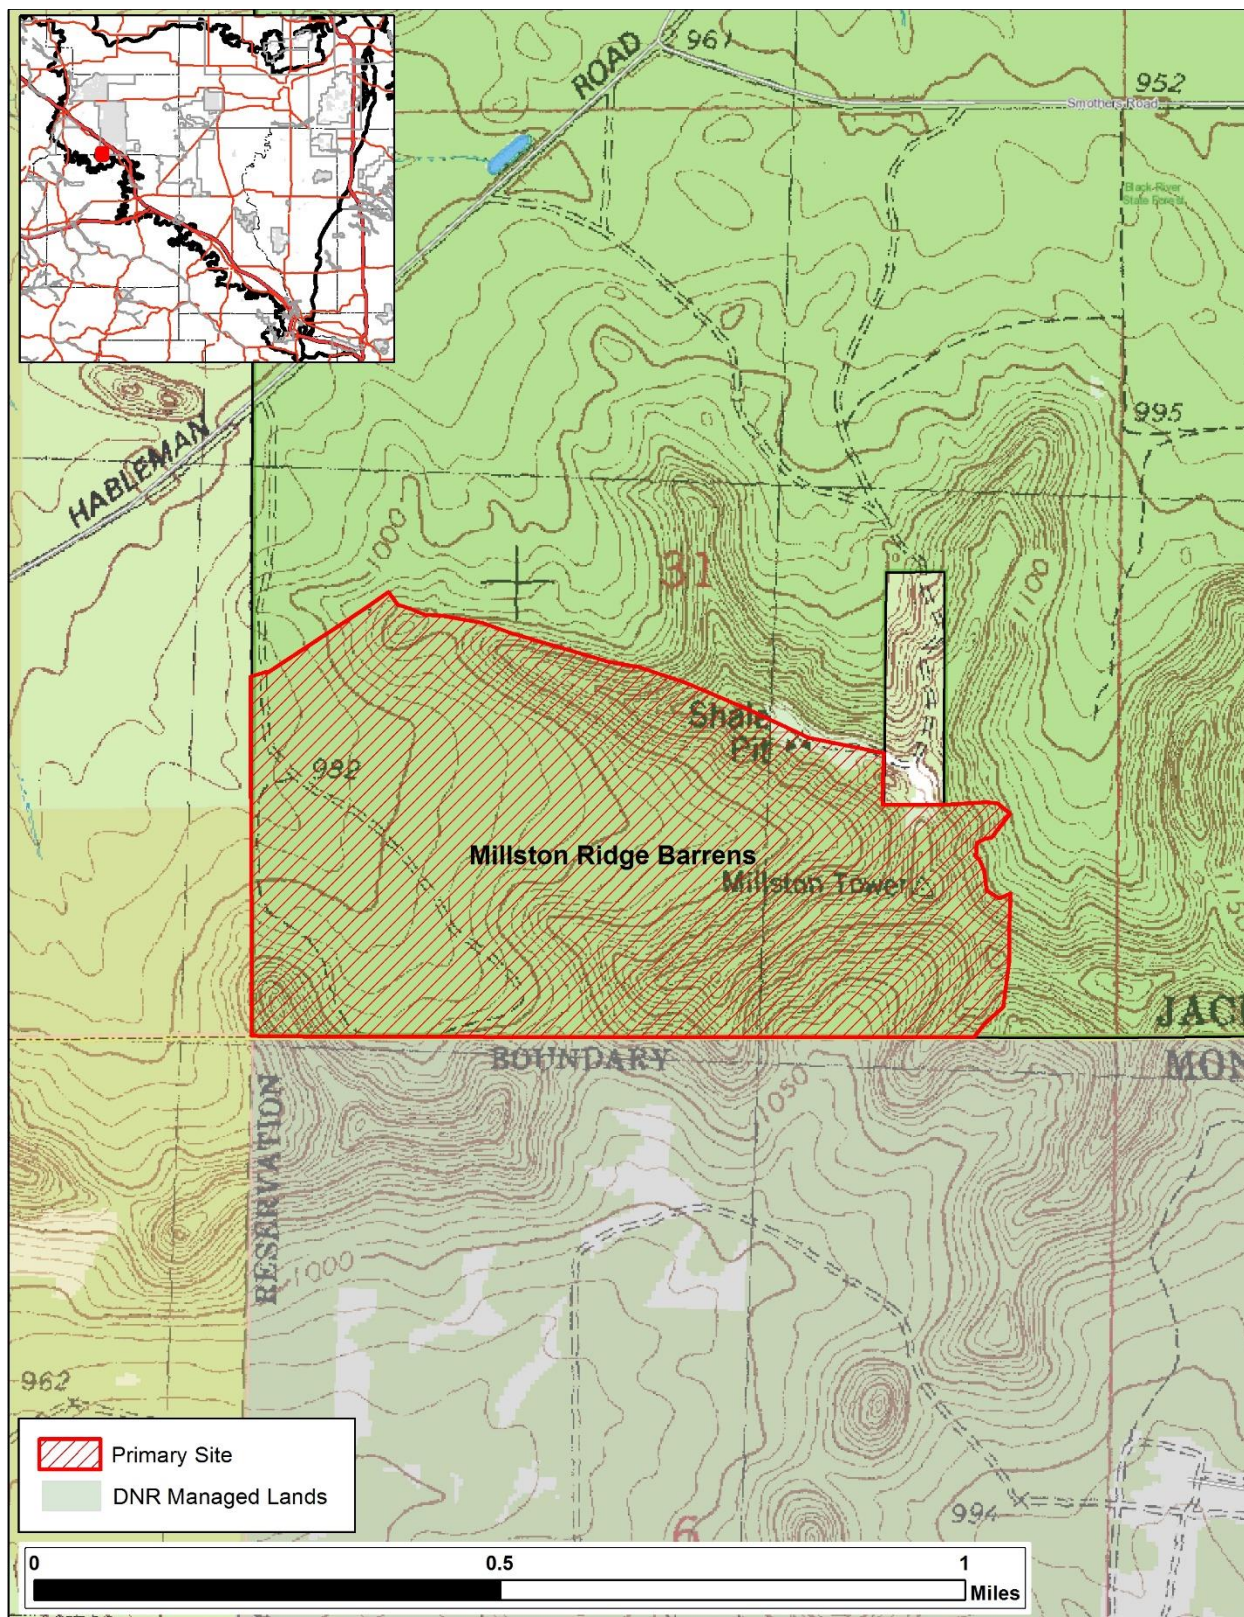 ROAD
967
952
Smothers Road
Black River
State Forest
HABLEMAN
995
1000
31
1100
Shale
Pit
982
Millston Ridge Barrens
Millston Tower
JAC
BOUNDARY
MON
RESERVATION
1050
1000
962
994
6
Primary Site
DNR Managed Lands
0
0.5
1
Miles